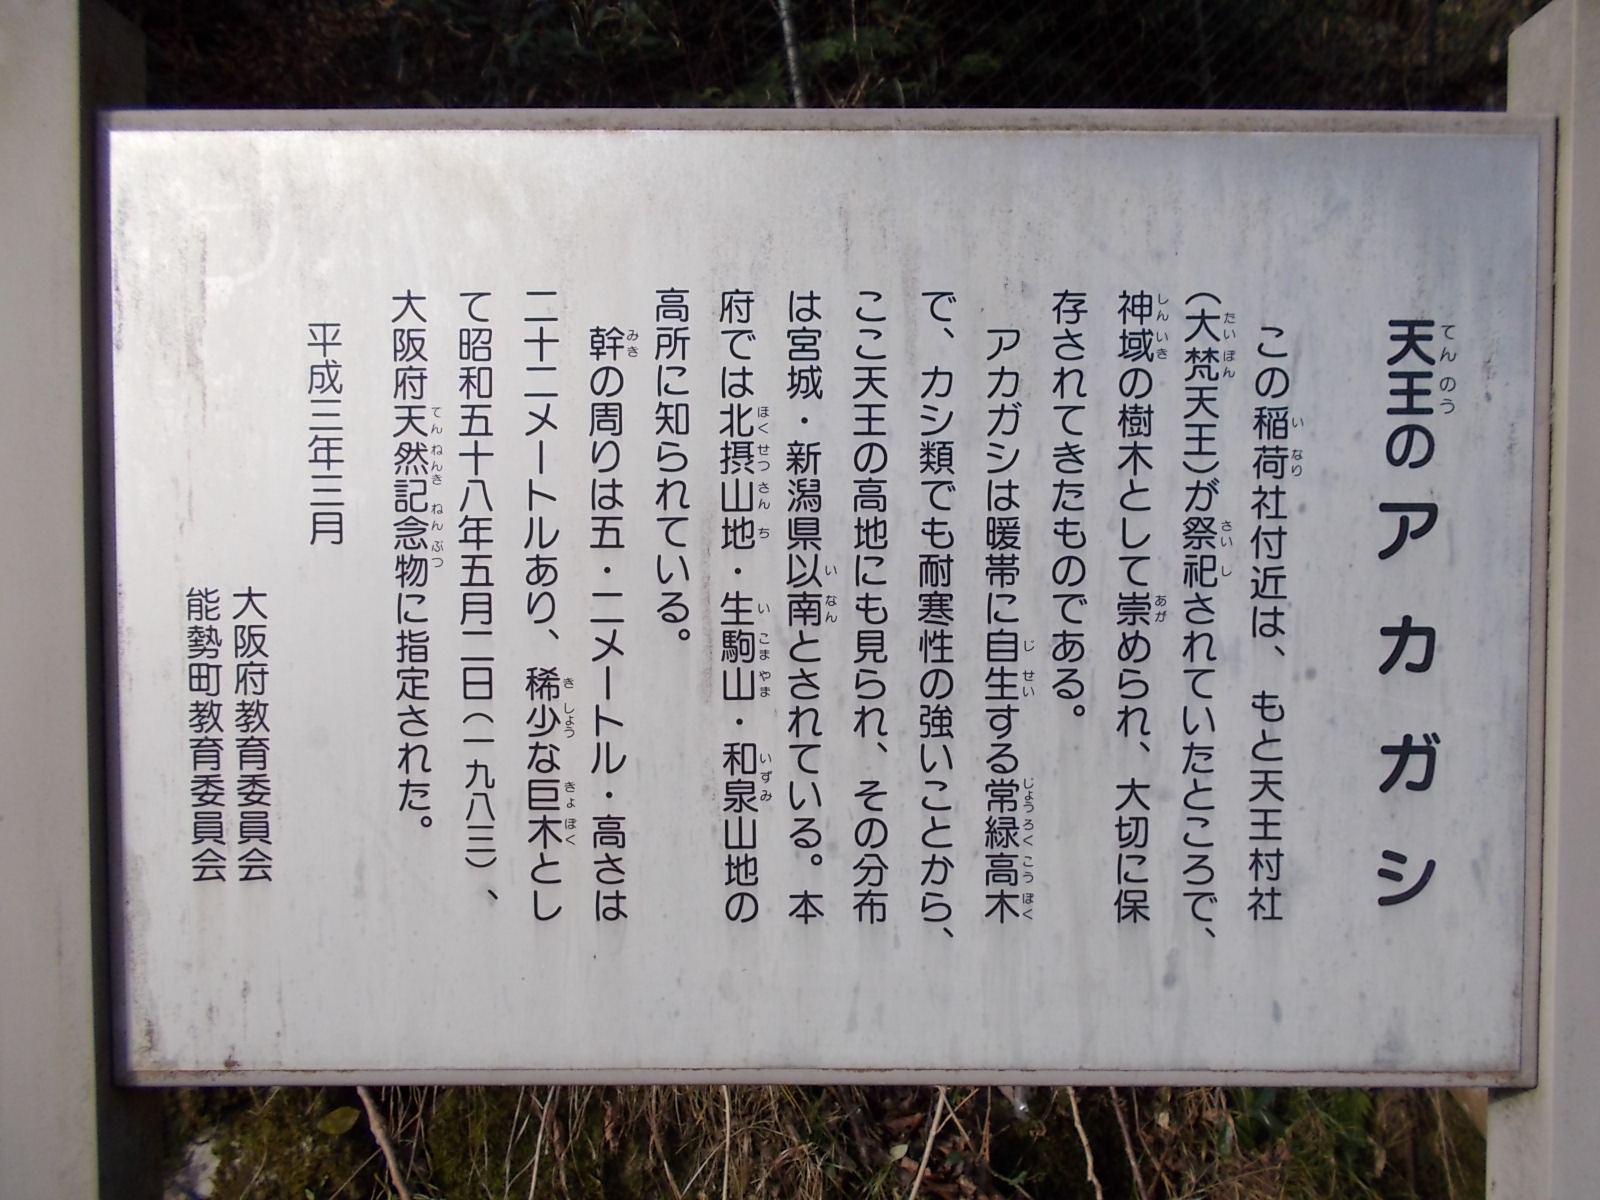 天王のアカガシ
この稲荷社付近は、もと天王村社
(大梵天王)が祭祀されていたところで、
神域の樹木として崇められ、大切に保
存されてきたものである。
アカガシは暖帯に自生する常緑高木
で、カシ類でも耐寒性の強いことから、
ここ天王の高地にも見られ、その分布
は宮城・新潟県以南とされている。本
府では北摂山地・生駒山・和泉山地の
高所に知られている。
幹の周りは五・二メートル・高さは
二十二メートルあり、稀少な巨木とし
て昭和五十八年五月二日(一九八三)、
大阪府天然記念物に指定された。
平成三年三月
大阪府教育委員会
能勢町教育委員会